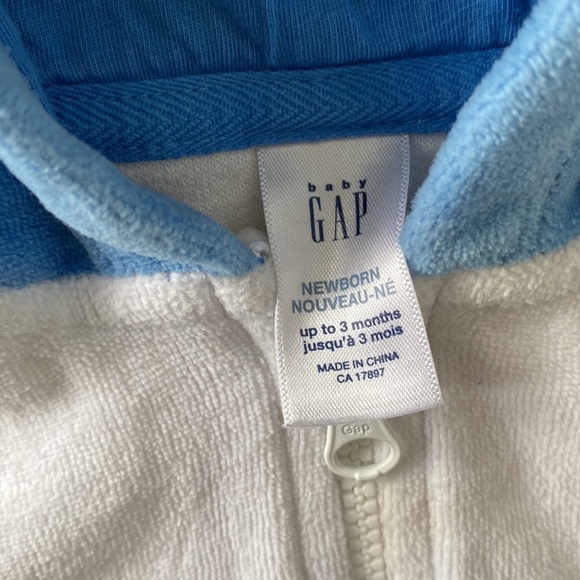 baby
GAP
NEWBORN
NOUVEAU-NÉ
up to 3 months
jusqu'à 3 mois
MADE IN CHINA
CA 17897
Gap